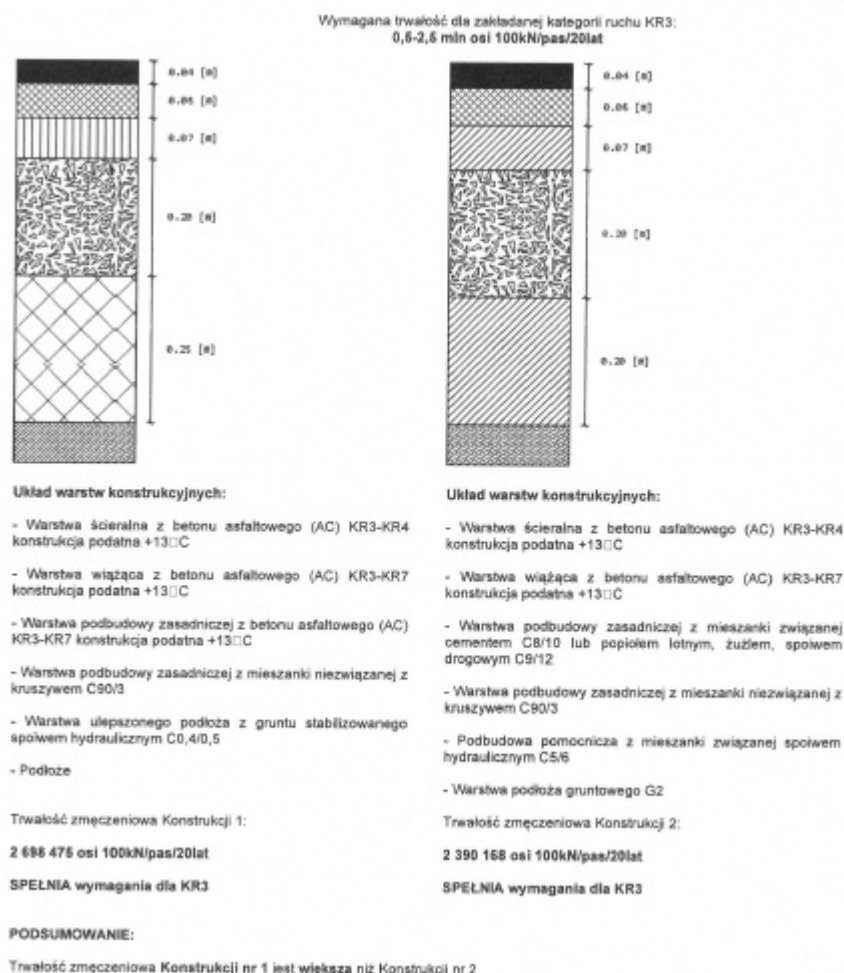 Wymagana trwałość dla zakładanej kategorii ruchu KR3:
0,5-2,5 mln osi 100kN/pas/20lat
0.04 [m]
0.06 [m]
0.07 [m]
0.20 [m]
0.25 [m]
0.04 [m]
0.06 [m]
0.07 [m]
0.20 [m]
0.20 [m]
Układ warstw konstrukcyjnych:
- Warstwa ścieralna z betonu asfaltowego (AC) KR3-KR4
konstrukcja podatna +13□C
- Warstwa wiążąca z betonu asfaltowego (AC) KR3-KR7
konstrukcja podatna +13□C
- Warstwa podbudowy zasadniczej z betonu asfaltowego (AC)
KR3-KR7 konstrukcja podatna +13□C
- Warstwa podbudowy zasadniczej z mieszanki niezwiązanej z
kruszywem C90/3
- Warstwa ulepszonego podłoża z gruntu stabilizowanego
spoiwem hydraulicznym C0,4/0,5
- Podłoże
Trwałość zmęczeniowa Konstrukcji 1:
2 698 475 osi 100kN/pas/20lat
SPEŁNIA wymagania dla KR3
Układ warstw konstrukcyjnych:
- Warstwa ścieralna z betonu asfaltowego (AC) KR3-KR4
konstrukcja podatna +13□C
- Warstwa wiążąca z betonu asfaltowego (AC) KR3-KR7
konstrukcja podatna +13□C
- Warstwa podbudowy zasadniczej z mieszanki związanej
cementem C8/10 lub popiołem lotnym, żużlem, spoiwem
drogowym C9/12
- Warstwa podbudowy zasadniczej z mieszanki niezwiązanej z
kruszywem C90/3
- Podbudowa pomocnicza z mieszanki związanej spoiwem
hydraulicznym C5/6
- Warstwa podłoża gruntowego G2
Trwałość zmęczeniowa Konstrukcji 2:
2 390 168 osi 100kN/pas/20lat
SPEŁNIA wymagania dla KR3
PODSUMOWANIE:
Trwałość zmęczeniowa Konstrukcji nr 1 jest większa niż Konstrukcji nr 2